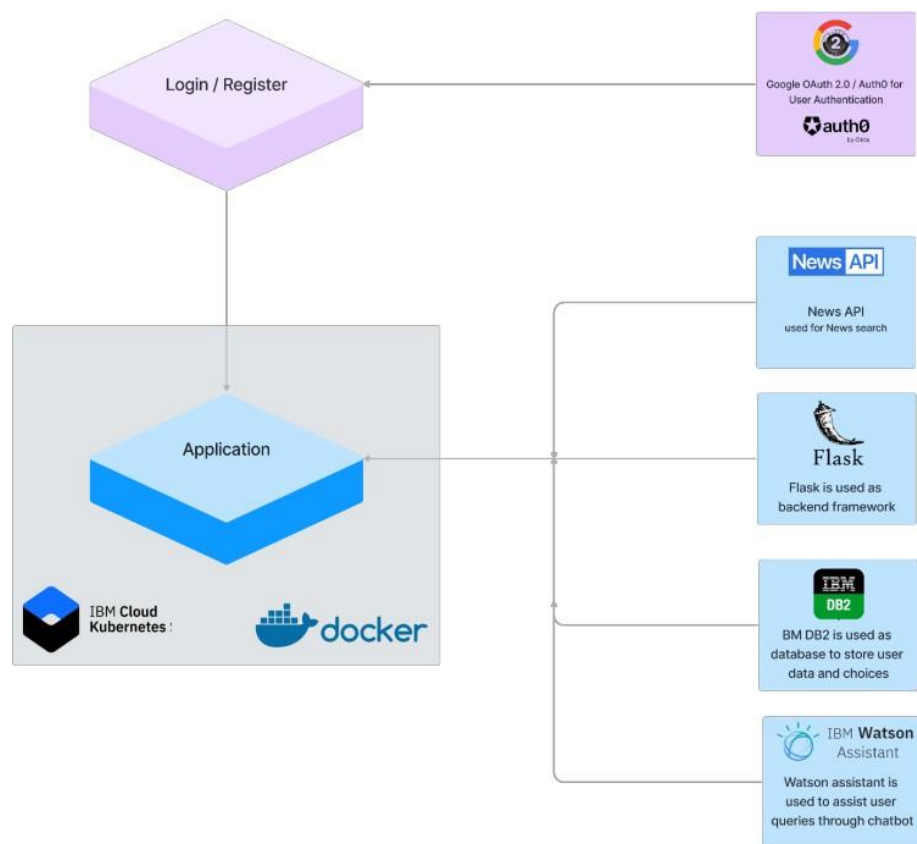 Login / Register
2
Google OAuth 2.0 / Auth0 for
User Authentication
auth0
by Okta
News API
News API
used for News search
Application
Flask
Flask is used as
backend framework
IBM Cloud
Kubernetes
docker
IBM
DB2
BM DB2 is used as
database to store user
data and choices
IBM Watson
Assistant
Watson assistant is
used to assist user
queries through chatbot